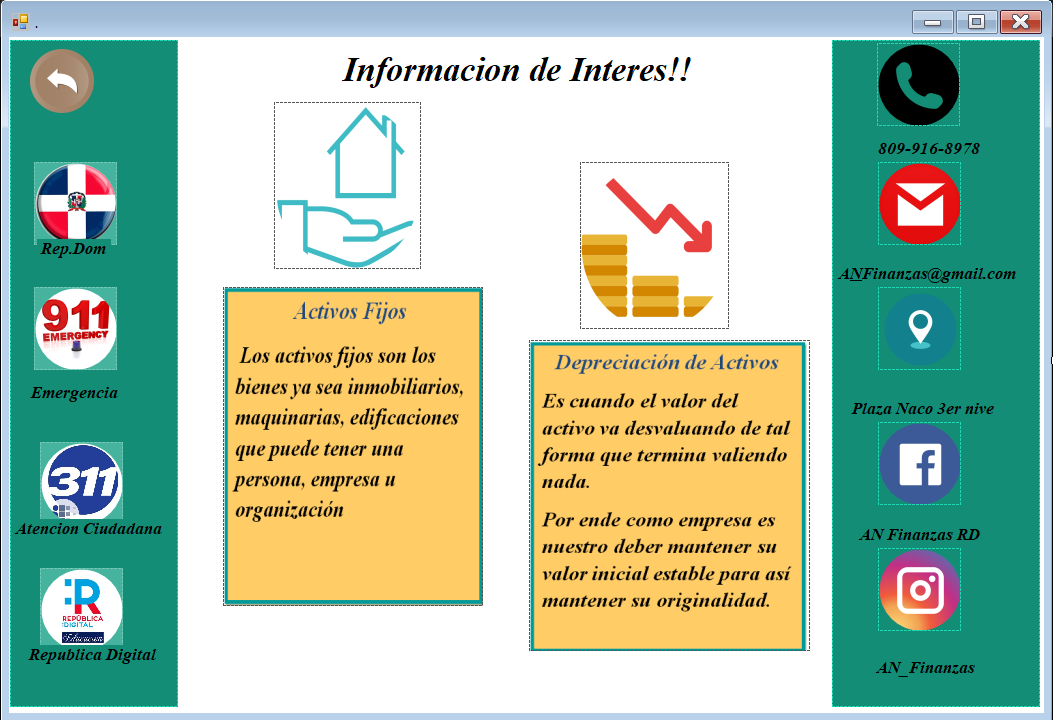 .
Informacion de Interes!!
Rep.Dom
911
EMERGENCY
Emergencia
311
Atencion Ciudadana
:R
REPÚBLICA
DIGITAL
Educación
Republica Digital
Activos Fijos
Los activos fijos son los
bienes ya sea inmobiliarios,
maquinarias, edificaciones
que puede tener una
persona, empresa u
organización
Depreciación de Activos
Es cuando el valor del
activo va desvaluando de tal
forma que termina valiendo
nada.
Por ende como empresa es
nuestro deber mantener su
valor inicial estable para así
mantener su originalidad.
809-916-8978
AN_Finanzas@gmail.com
Plaza Naco 3er nive
AN Finanzas RD
AN_Finanzas